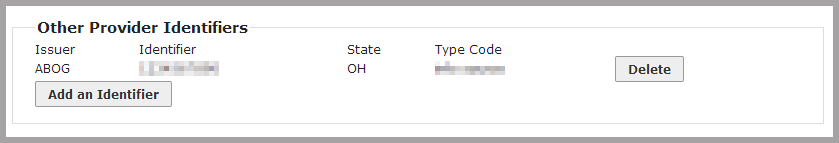 Other Provider Identifiers
Issuer Identifier State Type Code
ABOG OH Delete
Add an Identifier